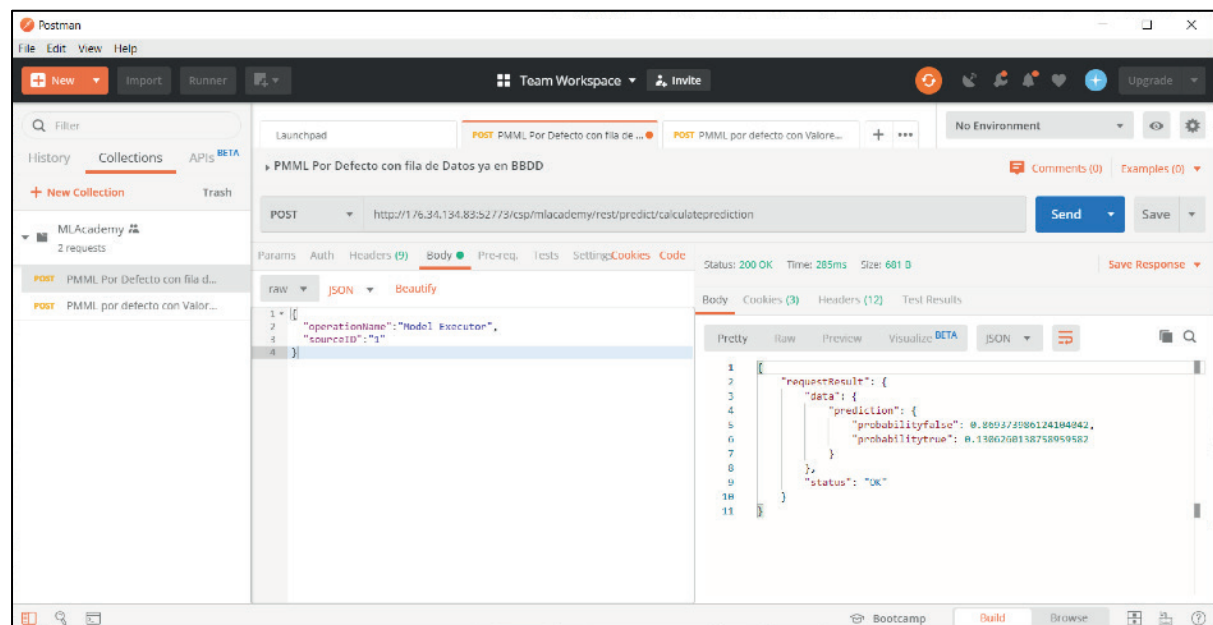 Postman
File Edit View Help
New Import Runner Team Workspace Invite Upgrade
Filter
History Collections APIs BETA
+ New Collection Trash
MLAcademy
2 requests
POST PMML Por Defecto con fila d...
POST PMML por defecto con Valor...
Launchpad POST PMML Por Defecto con fila de ... POST PMML por defecto con Valore... + ••• No Environment
PMML Por Defecto con fila de Datos ya en BBDD Comments (0) Examples (0)
POST http://176.34.134.83:52773/csp/mlacademy/rest/predict/calculateprediction Send Save
Params Auth Headers (9) Body Pre-req. Tests Settings Cookies Code
raw JSON Beautify
1 {
2 "operationName":"Model Executor",
3 "sourceID":"1"
4 }
Status: 200 OK Time: 285ms Size: 681 B Save Response
Body Cookies (3) Headers (12) Test Results
Pretty Raw Preview Visualize BETA JSON
1 {
2 "requestResult": {
3 "data": {
4 "prediction": {
5 "probabilityfalse": 0.869373986124104042,
6 "probabilitytrue": 0.1306260138758959582
7 }
8 },
9 "status": "OK"
10 }
11 }
Bootcamp Build Browse